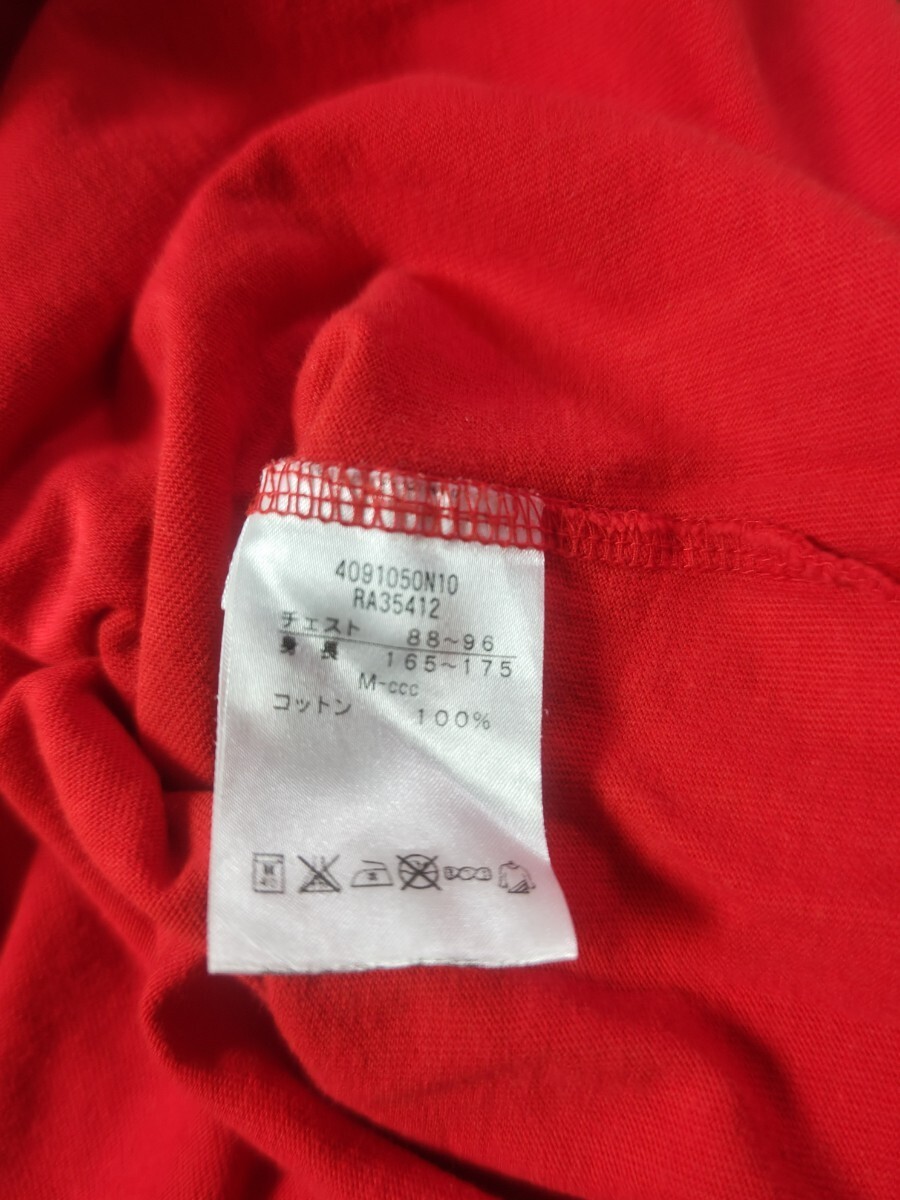 4091050N10
RA35412
チェスト 88~96
身長 165~175
M-ccc
コットン 100%